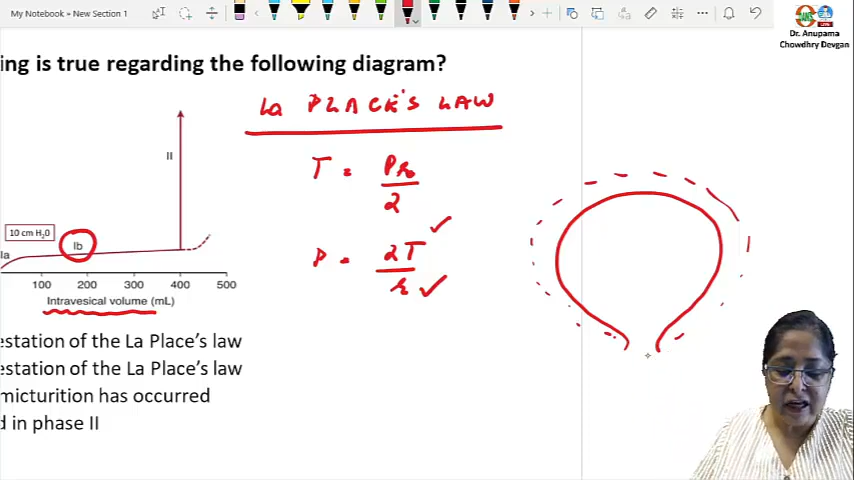 My Notebook » New Section 1
Dr. Anupama
Chowdhry Devgan
ing is true regarding the following diagram?
La PLACE'S LAW
II
T = Pr/2
10 cm H₂0
Ib
Ia
P = 2T/r
100 200 300 400 500
Intravesical volume (mL)
estation of the La Place's law
estation of the La Place's law
micturition has occurred
d in phase II